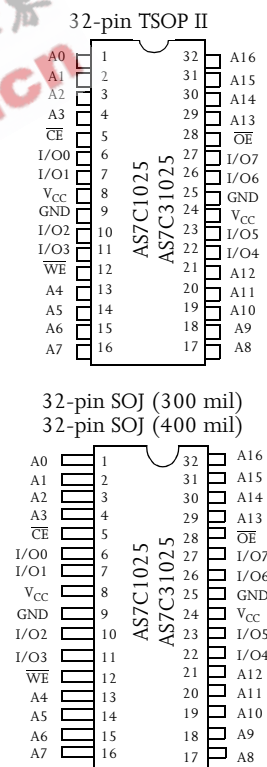 32-pin TSOP II
A0 1 32 A16
A1 2 31 A15
A2 3 30 A14
A3 4 29 A13
C̅E̅ 5 28 O̅E̅
I/O0 6 27 I/O7
I/O1 7 26 I/O6
VCC 8 25 GND
GND 9 24 VCC
I/O2 10 23 I/O5
I/O3 11 22 I/O4
W̅E̅ 12 21 A12
A4 13 20 A11
A5 14 19 A10
A6 15 18 A9
A7 16 17 A8
AS7C1025
AS7C31025
32-pin SOJ (300 mil)
32-pin SOJ (400 mil)
A0 1 32 A16
A1 2 31 A15
A2 3 30 A14
A3 4 29 A13
C̅E̅ 5 28 O̅E̅
I/O0 6 27 I/O7
I/O1 7 26 I/O6
VCC 8 25 GND
GND 9 24 VCC
I/O2 10 23 I/O5
I/O3 11 22 I/O4
W̅E̅ 12 21 A12
A4 13 20 A11
A5 14 19 A10
A6 15 18 A9
A7 16 17 A8
AS7C1025
AS7C31025